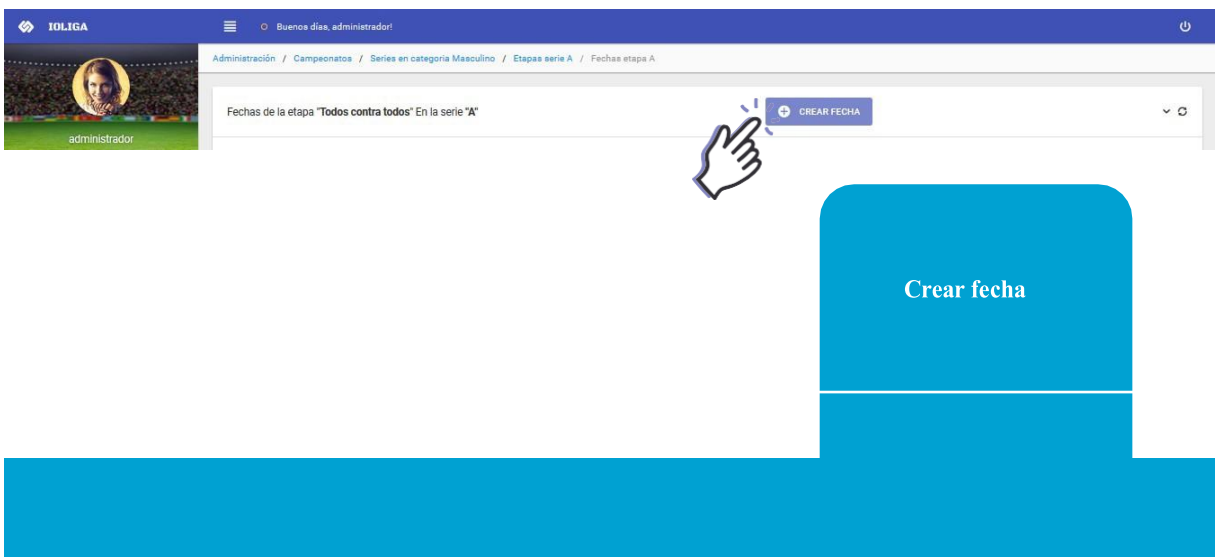 IOLIGA
Buenos días, administrador!
Administración / Campeonatos / Series en categoria Masculino / Etapas serie A / Fechas etapa A
administrador
Fechas de la etapa "Todos contra todos" En la serie "A"
CREAR FECHA
Crear fecha